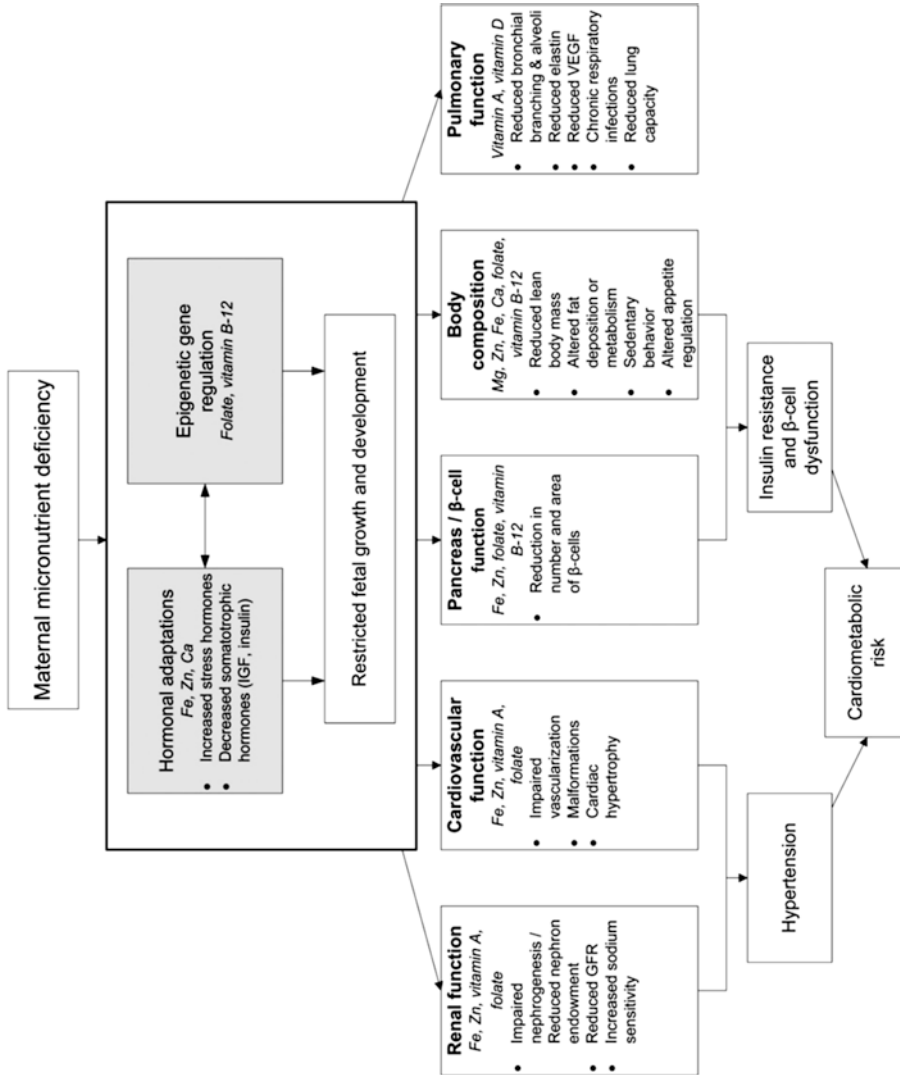 Maternal micronutrient deficiency
Hormonal adaptations
Fe, Zn, Ca
• Increased stress hormones
• Decreased somatotrophic
hormones (IGF, insulin)
Epigenetic gene
regulation
Folate, vitamin B-12
Restricted fetal growth and development
Renal function
Fe, Zn, vitamin A,
folate
• Impaired
nephrogenesis /
Reduced nephron
endowment
• Reduced GFR
• Increased sodium
sensitivity
Cardiovascular
function
Fe, Zn, vitamin A,
folate
• Impaired
vascularization
• Malformations
• Cardiac
hypertrophy
Pancreas / β-cell
function
Fe, Zn, folate, vitamin
B-12
• Reduction in
number and area
of β-cells
Body
composition
Mg, Zn, Fe, Ca, folate,
vitamin B-12
• Reduced lean
body mass
• Altered fat
deposition or
metabolism
• Sedentary
behavior
• Altered appetite
regulation
Pulmonary
function
Vitamin A, vitamin D
• Reduced bronchial
branching & alveoli
• Reduced elastin
• Reduced VEGF
• Chronic respiratory
infections
• Reduced lung
capacity
Hypertension
Insulin resistance
and β-cell
dysfunction
Cardiometabolic
risk